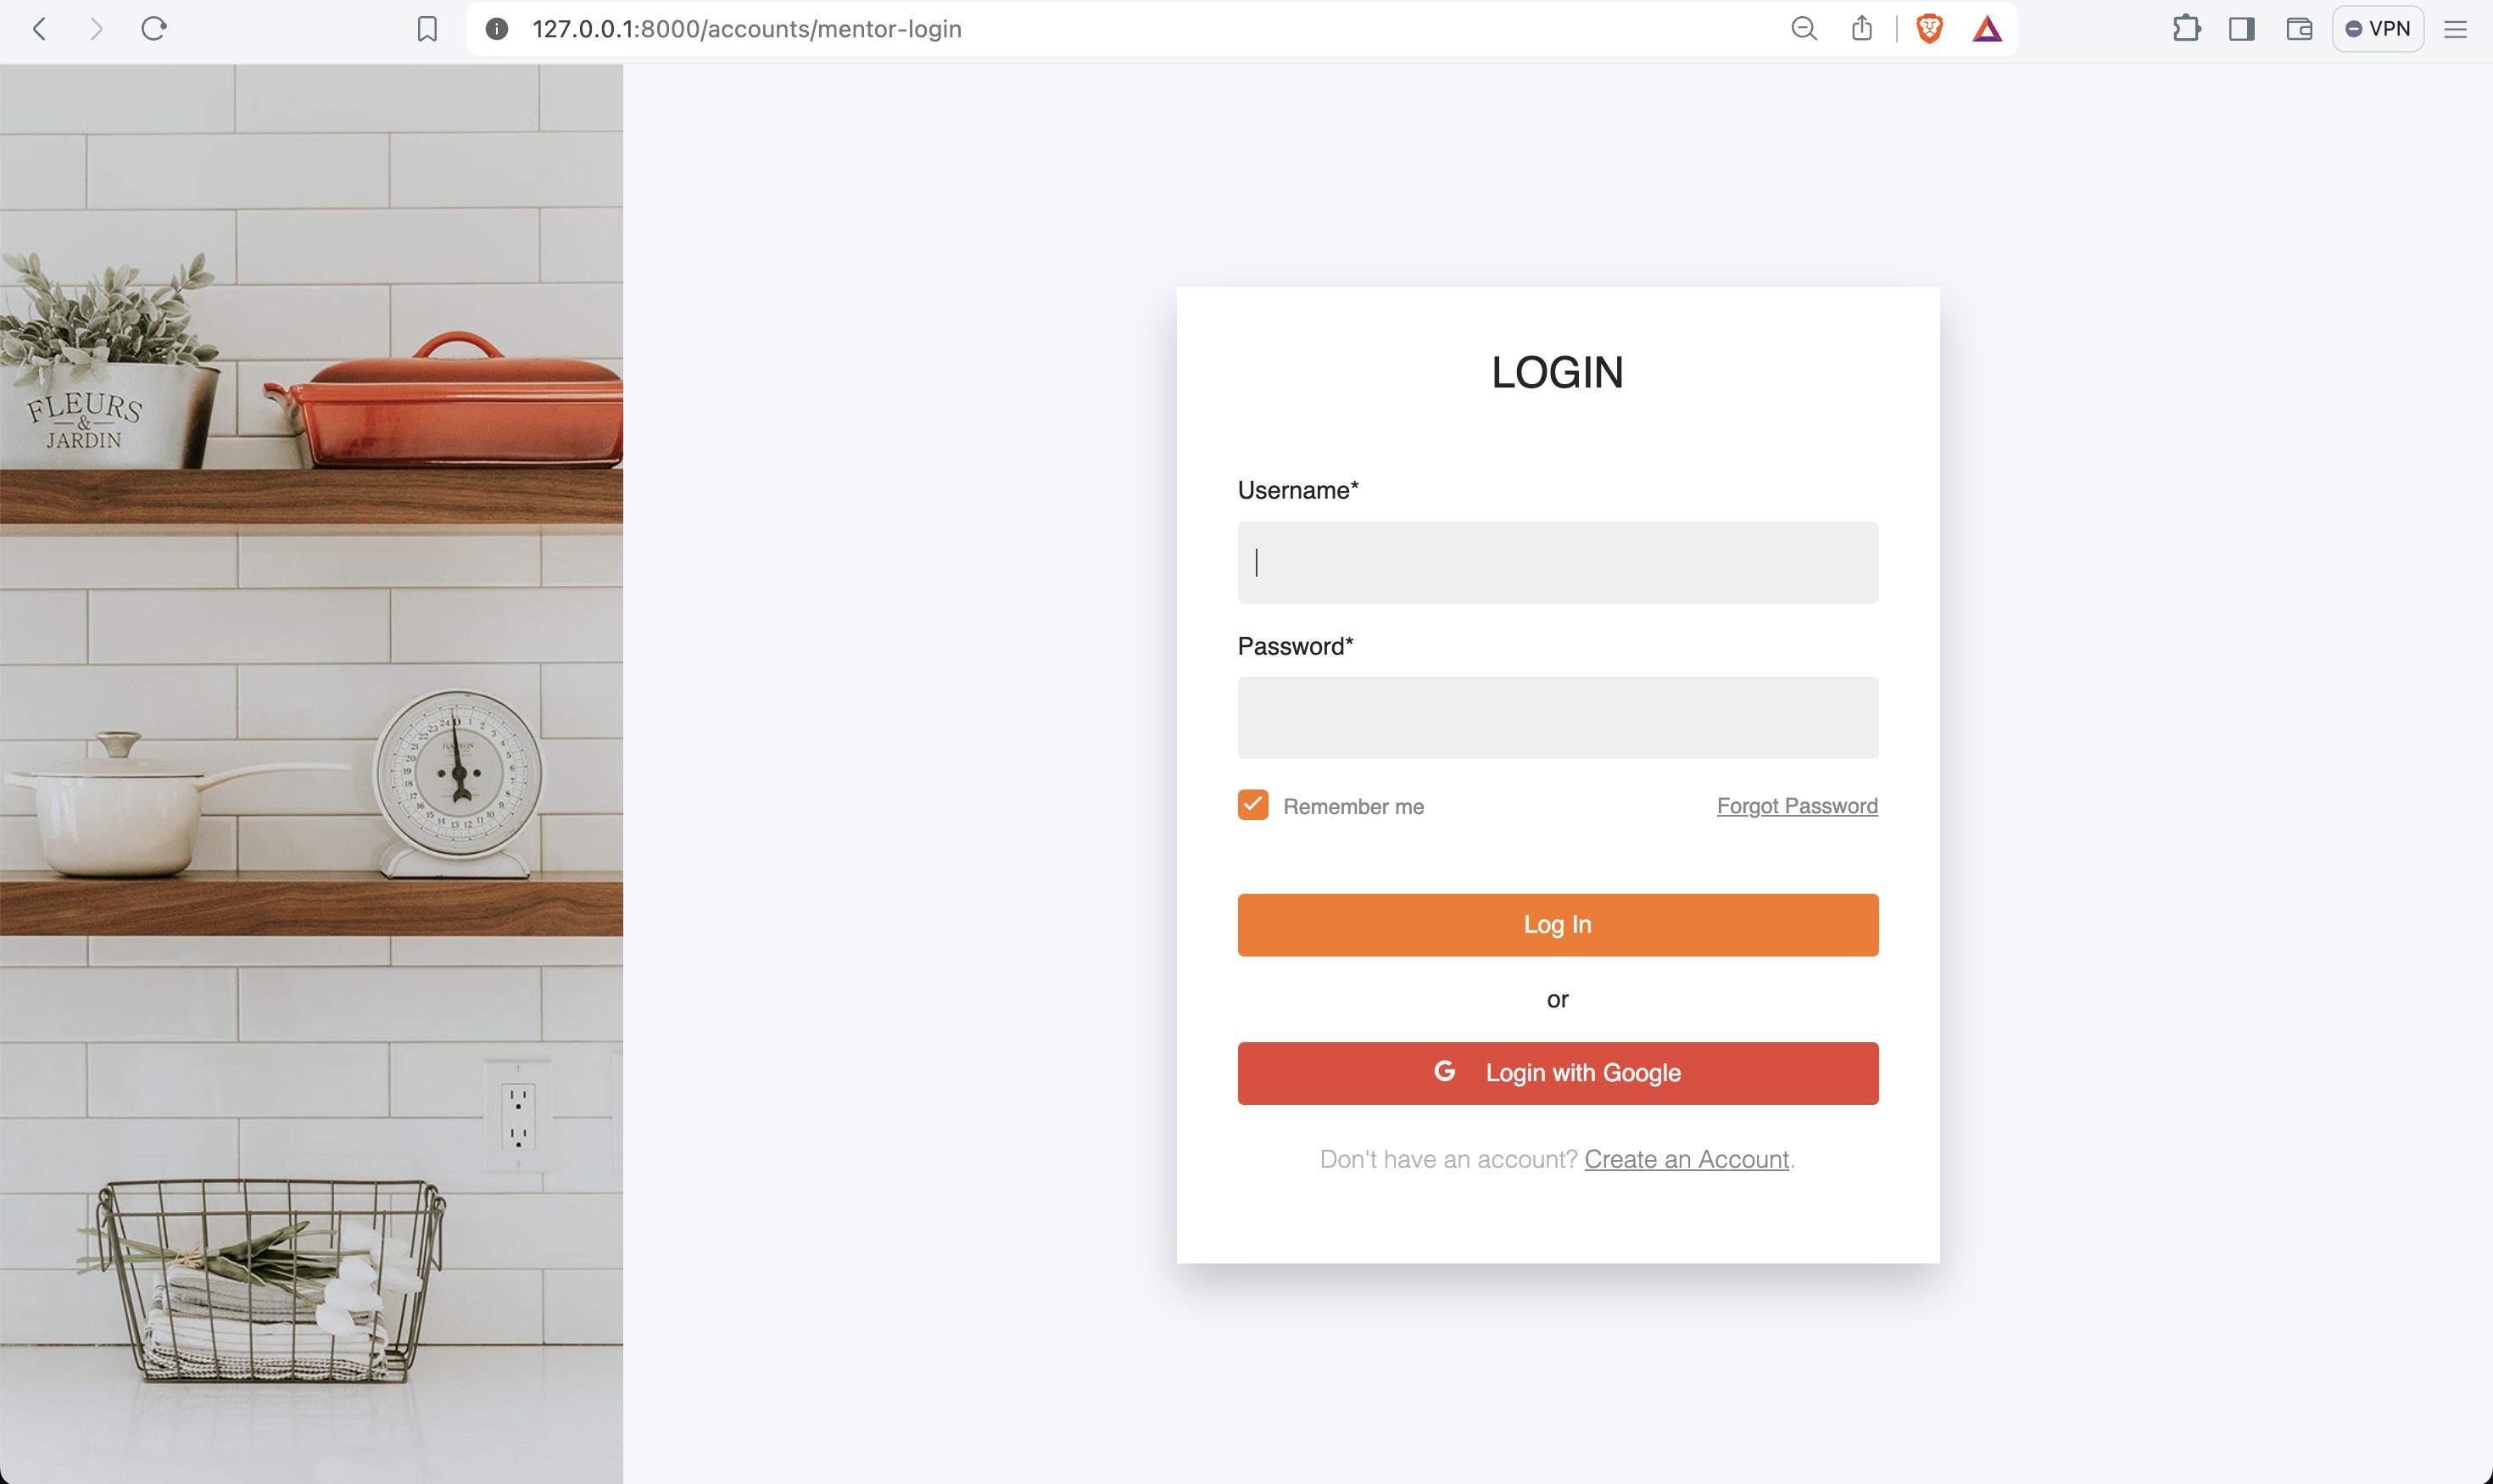 127.0.0.1:8000/accounts/mentor-login
VPN
FLEURS
&
JARDIN
LOGIN
Username*
Password*
Remember me
Forgot Password
Log In
or
Login with Google
Don't have an account? Create an Account.